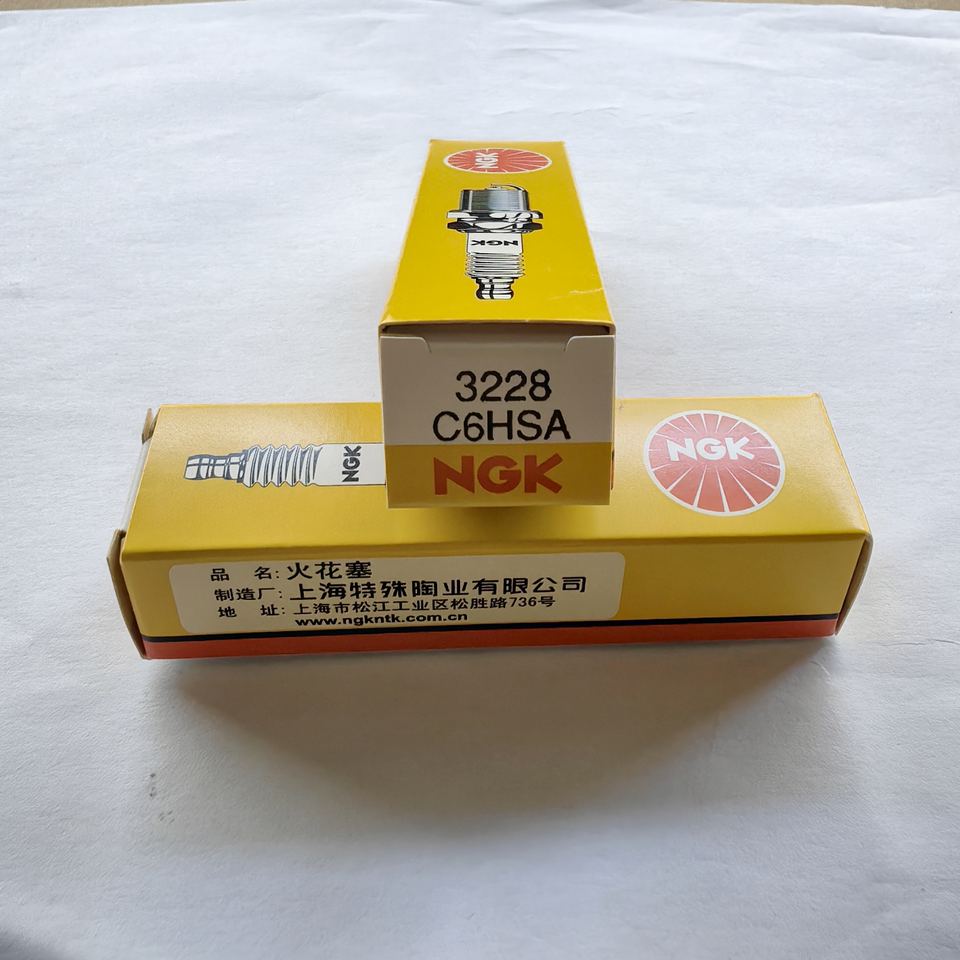 NGK
NGK
3228
C6HSA
NGK
NGK
NGK
品 名: 火花塞
制造厂: 上海特殊陶业有限公司
地 址: 上海市松江工业区松胜路736号
www.ngkntk.com.cn